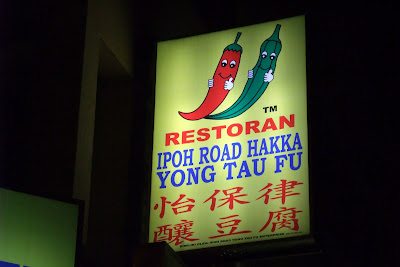 TM
RESTORAN
IPOH ROAD HAKKA
YONG TAU FU
怡保律
釀豆腐